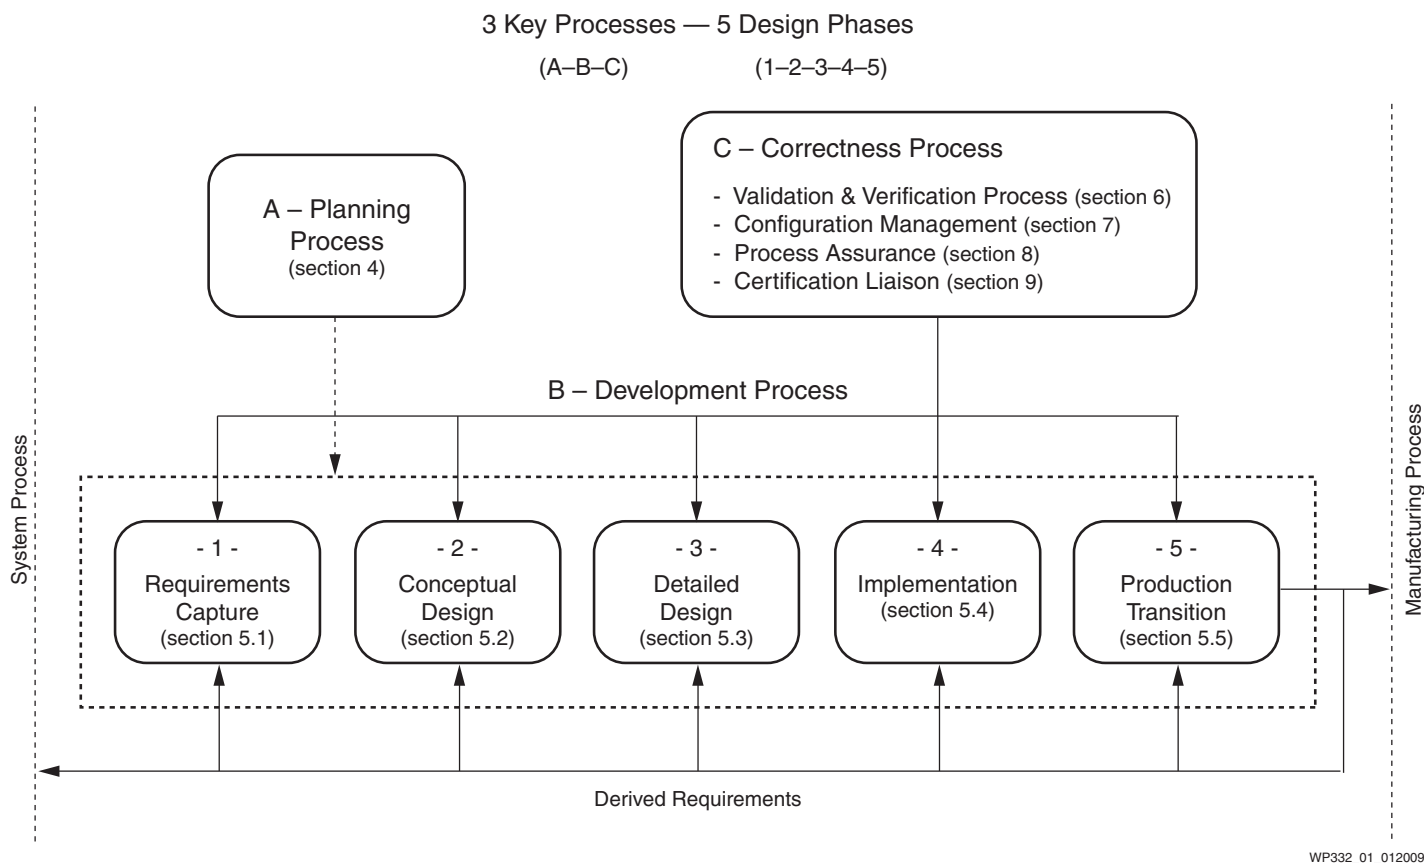 3 Key Processes — 5 Design Phases
(A–B–C) (1–2–3–4–5)
A – Planning
Process
(section 4)
C – Correctness Process
- Validation & Verification Process (section 6)
- Configuration Management (section 7)
- Process Assurance (section 8)
- Certification Liaison (section 9)
B – Development Process
System Process
Manufacturing Process
- 1 -
Requirements
Capture
(section 5.1)
- 2 -
Conceptual
Design
(section 5.2)
- 3 -
Detailed
Design
(section 5.3)
- 4 -
Implementation
(section 5.4)
- 5 -
Production
Transition
(section 5.5)
Derived Requirements
WP332_01_012009